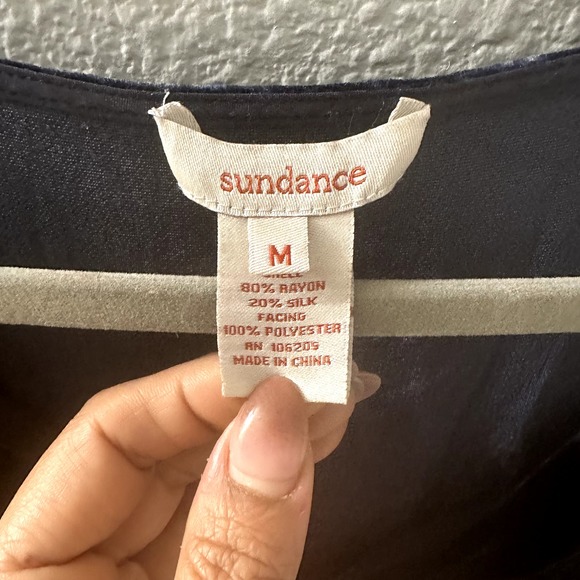 sundance
M
SHELL
80% RAYON
20% SILK
FACING
100% POLYESTER
RN 106205
MADE IN CHINA